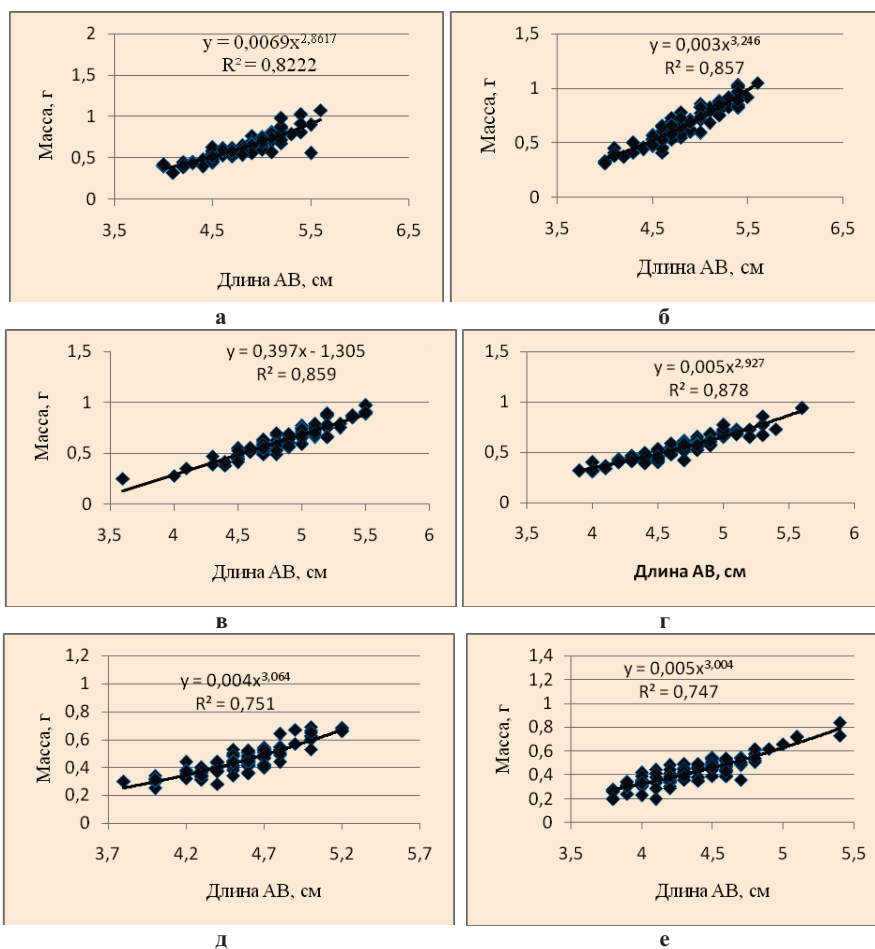 y = 0,0069x^2,8617
R² = 0,8222
Масса, г
2
1,5
1
0,5
0
3,5 4,5 5,5 6,5
Длина АВ, см
а
y = 0,003x^3,246
R² = 0,857
Масса, г
1,5
1
0,5
0
3,5 4,5 5,5 6,5
Длина АВ, см
б
y = 0,397x - 1,305
R² = 0,859
Масса, г
1,5
1
0,5
0
3,5 4 4,5 5 5,5 6
Длина АВ, см
в
y = 0,005x^2,927
R² = 0,878
Масса, г
1,5
1
0,5
0
3,5 4 4,5 5 5,5 6
Длина АВ, см
г
y = 0,004x^3,064
R² = 0,751
Масса, г
1,2
1
0,8
0,6
0,4
0,2
0
3,7 4,2 4,7 5,2 5,7
Длина АВ, см
д
y = 0,005x^3,004
R² = 0,747
Масса, г
1,4
1,2
1
0,8
0,6
0,4
0,2
0
3,5 4 4,5 5 5,5
Длина АВ, см
е